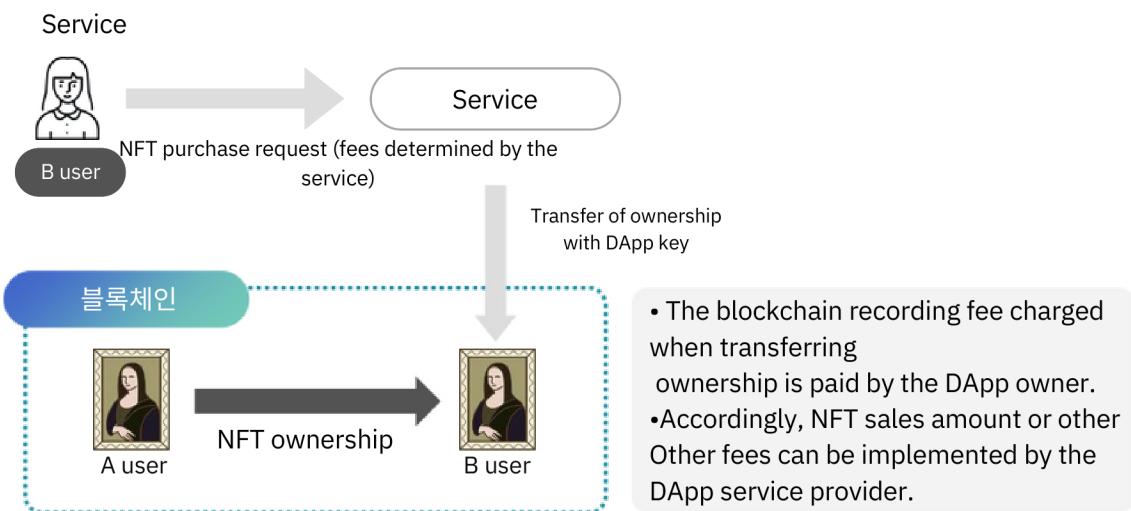 Service
Service
NFT purchase request (fees determined by the
service)
B user
Transfer of ownership
with DApp key
블록체인
NFT ownership
A user
B user
• The blockchain recording fee charged
when transferring
ownership is paid by the DApp owner.
•Accordingly, NFT sales amount or other
Other fees can be implemented by the
DApp service provider.